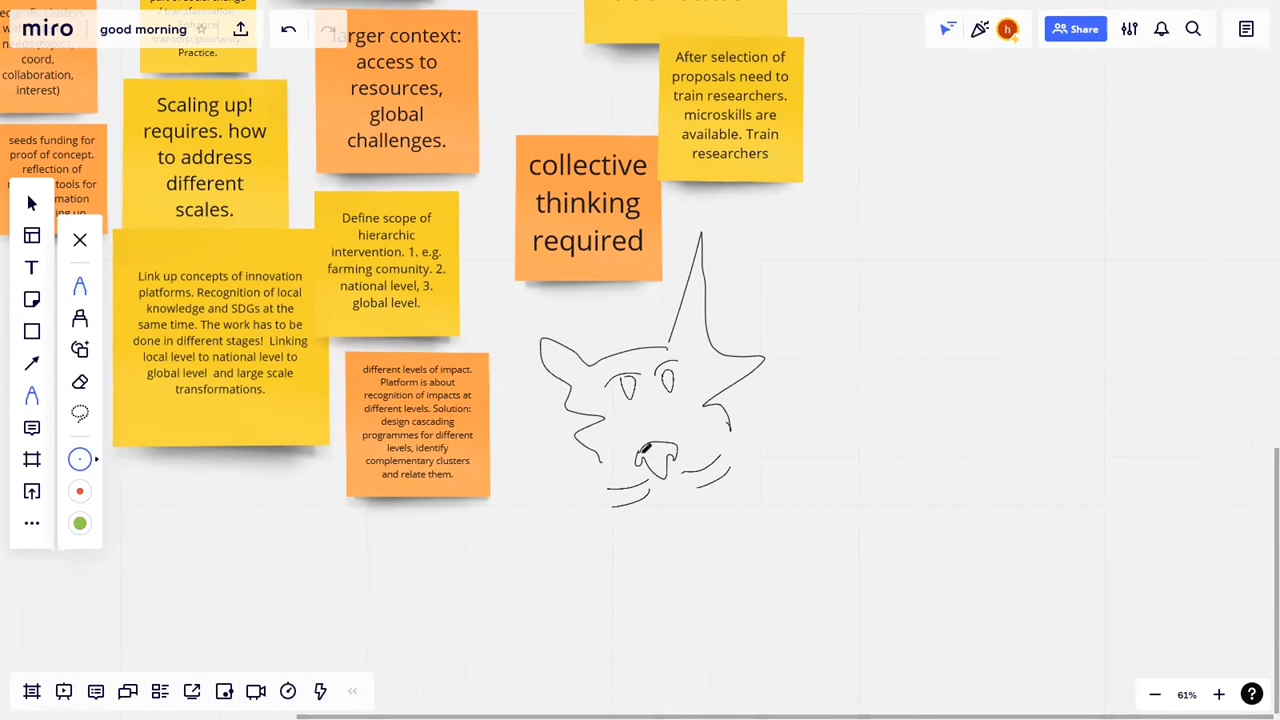 miro
good morning
Share
coord,
collaboration,
interest)
Practice.
larger context:
access to
resources,
global
challenges.
After selection of
proposals need to
train researchers.
microskills are
available. Train
researchers
Scaling up!
requires. how
to address
different
scales.
seeds funding for
proof of concept.
reflection of
tools for
collective
thinking
required
Define scope of
hierarchic
intervention. 1. e.g.
farming comunity. 2.
national level, 3.
global level.
Link up concepts of innovation
platforms. Recognition of local
knowledge and SDGs at the
same time. The work has to be
done in different stages! Linking
local level to national level to
global level and large scale
transformations.
different levels of impact.
Platform is about
recognition of impacts at
different levels. Solution:
design cascading
programmes for different
levels, identify
complementary clusters
and relate them.
h
T
61%
?